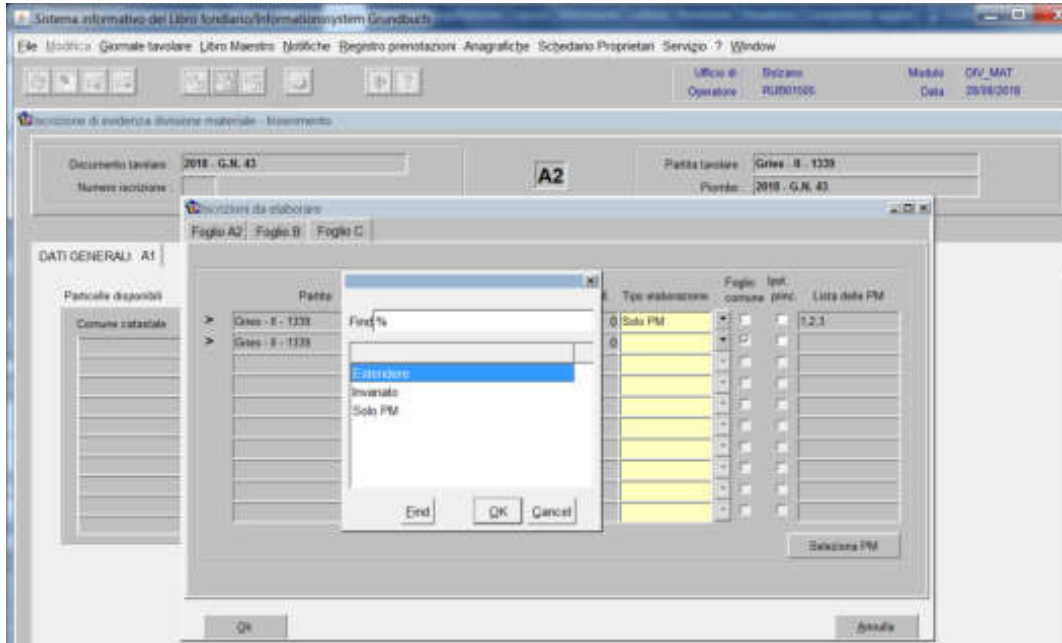 Sistema informativo del Libro fondiario/Informationssystem Grundbuch
File Modifica Giornale tavolare Libro Maestro Notifiche Registro prenotazioni Anagrafiche Schedario Proprietari Servizio ? Window
Ufficio di Bolzano Modulo DIV_MAT
Operatore Data
Iscrizione di evidenza divisione materiale - Inserimento
Documento tavolare 2018 - G.N. 43 A2 Partita tavolare Gries - II - 1339
Numero iscrizione Piombo 2018 - G.N. 43
Iscrizioni da elaborare
Foglio A2 Foglio B Foglio C
DATI GENERALI A1
Particelle disponibili Partita Tipo elaborazione Foglio comune Ipot. princ. Lista delle PM
Comune catastale > Gries - II - 1339 0 Solo PM 1,2,3
> Gries - II - 1339 0
Find %
Estendere
Invariato
Solo PM
Find OK Cancel
Seleziona PM
Ok Annulla